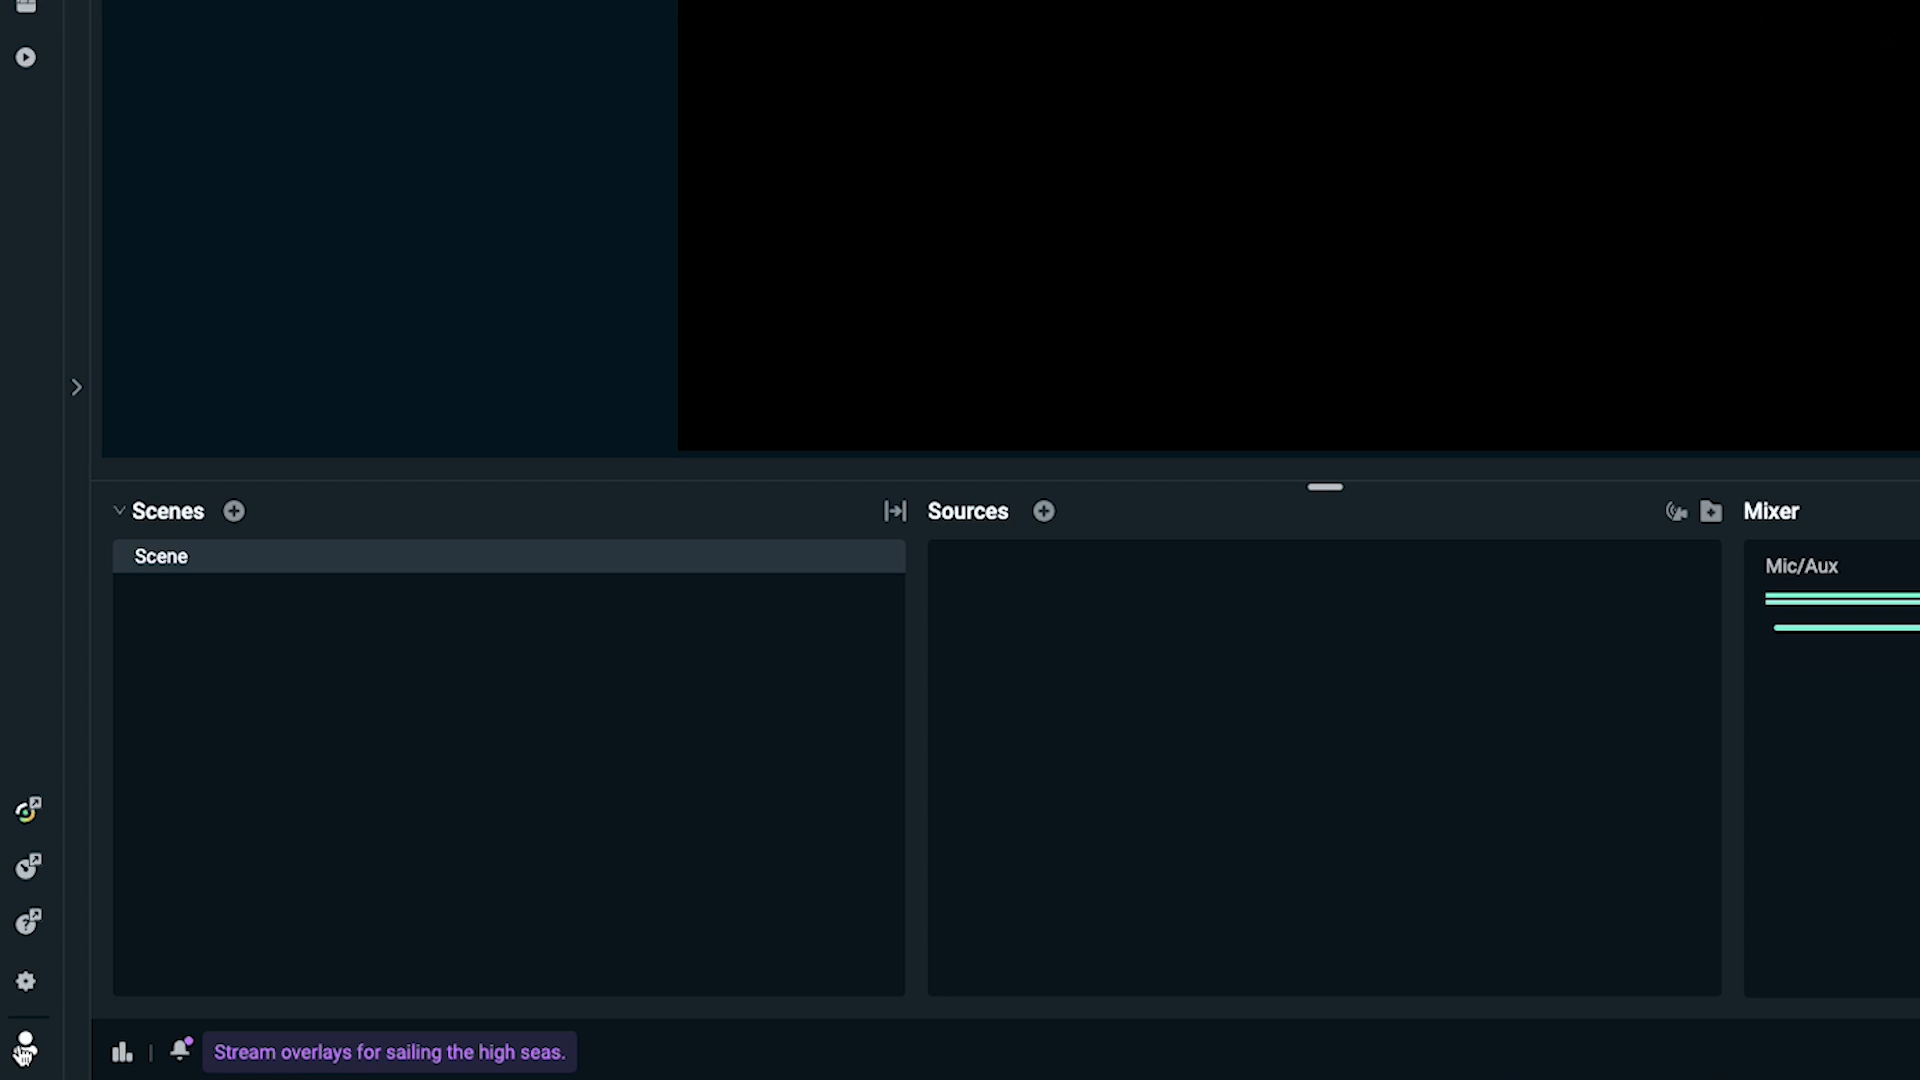 Scenes
Sources
Mixer
Scene
Mic/Aux
Stream overlays for sailing the high seas.